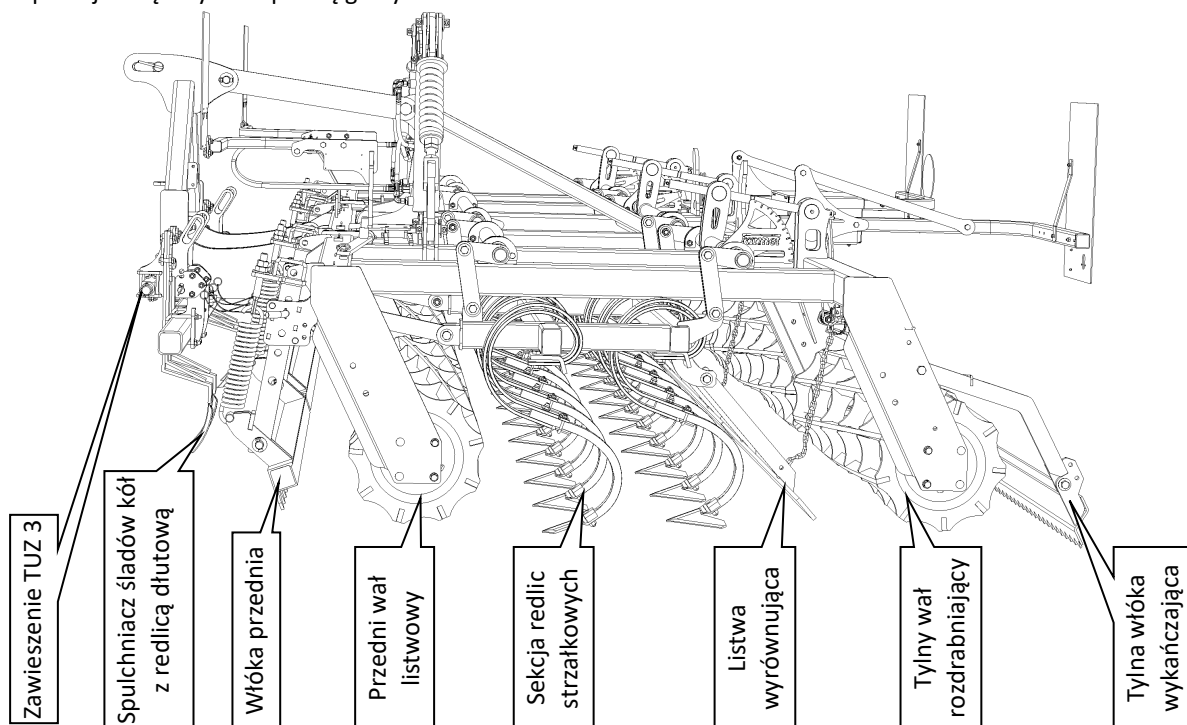 Zawieszenie TUZ 3
Spulchniacz śladów kół
z redlicą dłutową
Włóka przednia
Przedni wał
listwowy
Sekcja redlic
strzałkowych
Listwa
wyrównująca
Tylny wał
rozdrabniający
Tylna włóka
wykańczająca